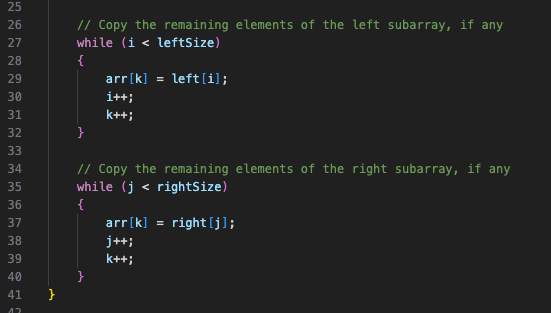 25
26 // Copy the remaining elements of the left subarray, if any
27 while (i < leftSize)
28 {
29 arr[k] = left[i];
30 i++;
31 k++;
32 }
33
34 // Copy the remaining elements of the right subarray, if any
35 while (j < rightSize)
36 {
37 arr[k] = right[j];
38 j++;
39 k++;
40 }
41 }
42